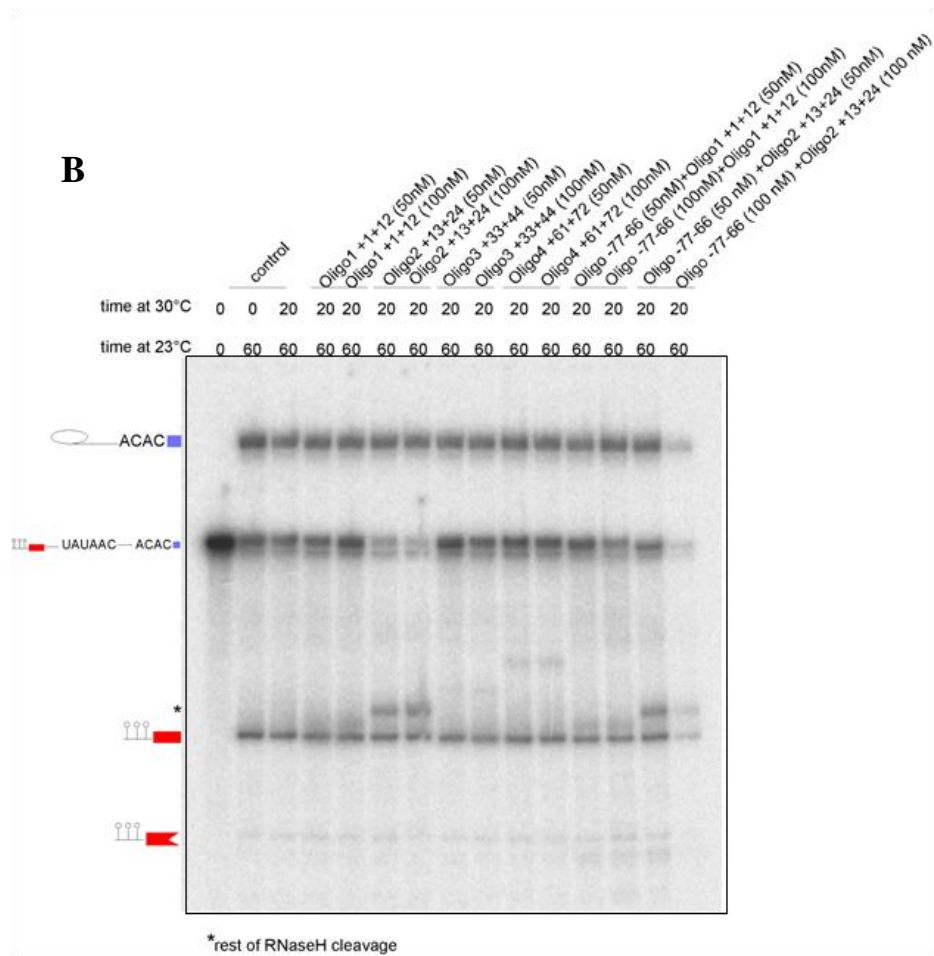 B
control
Oligo1 +1+12 (50nM)
Oligo1 +1+12 (100nM)
Oligo2 +13+24 (50nM)
Oligo2 +13+24 (100nM)
Oligo3 +33+44 (50nM)
Oligo3 +33+44 (100nM)
Oligo4 +61+72 (50nM)
Oligo4 +61+72 (100nM)
Oligo -77-66 (50nM)+Oligo1 +1+12 (50nM)
Oligo -77-66 (100nM)+Oligo1 +1+12 (100nM)
Oligo -77-66 (50 nM) +Oligo2 +13+24 (50nM)
Oligo -77-66 (100 nM) +Oligo2 +13+24 (100 nM)
time at 30°C 0 0 20 20 20 20 20 20 20 20 20 20 20 20 20
time at 23°C 0 60 60 60 60 60 60 60 60 60 60 60 60 60 60
ACAC
UAUAAC ACAC
*
*rest of RNaseH cleavage